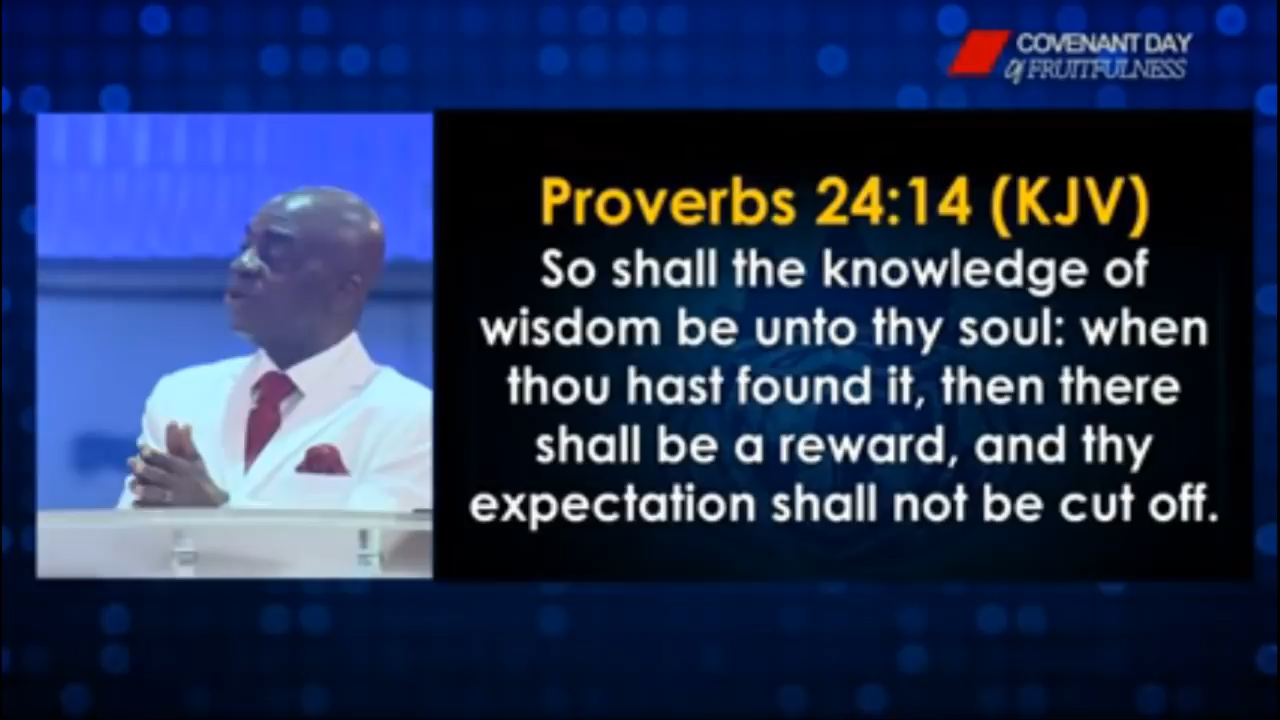 COVENANT DAY
Of FRUITFULNESS
Proverbs 24:14 (KJV)
So shall the knowledge of
wisdom be unto thy soul: when
thou hast found it, then there
shall be a reward, and thy
expectation shall not be cut off.